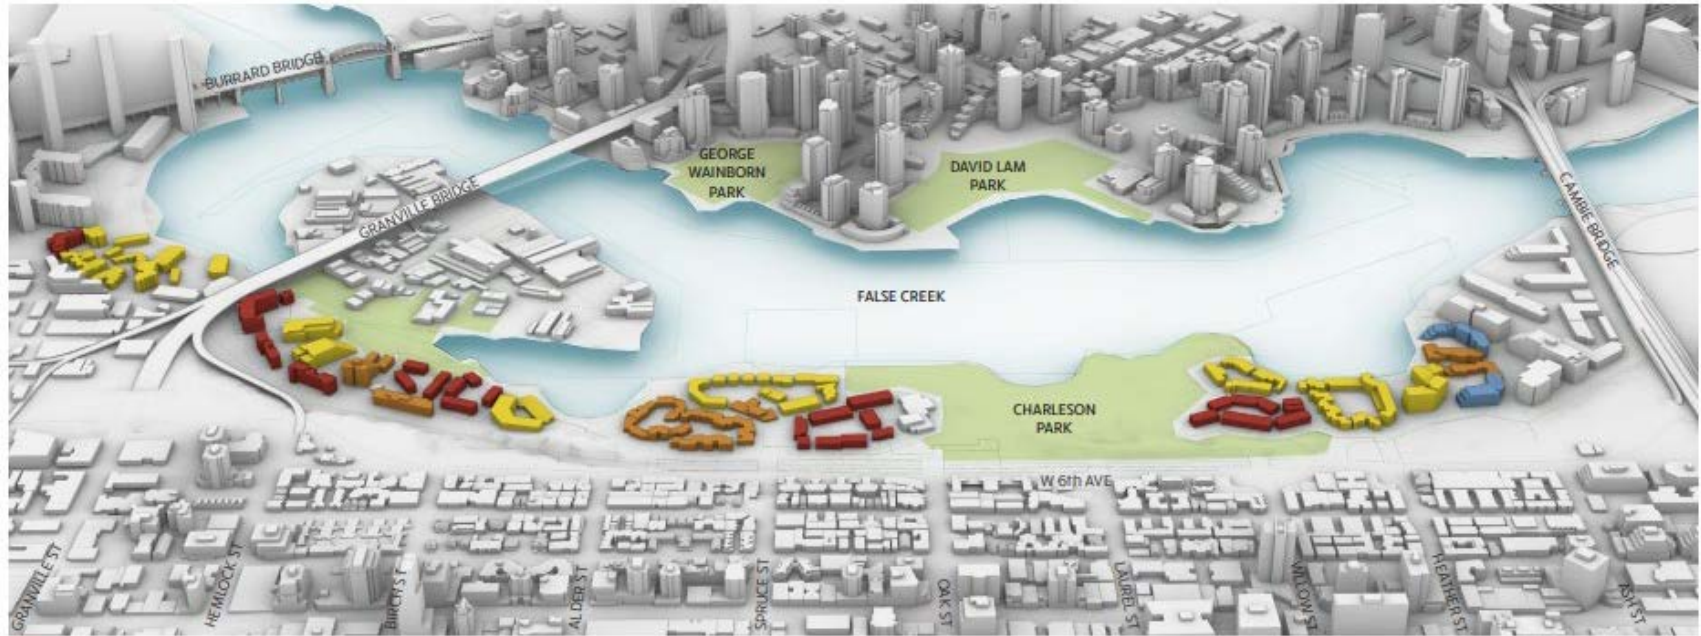 BURRARD BRIDGE
GRANVILLE BRIDGE
GEORGE
WAINBORN
PARK
DAVID LAM
PARK
CAMBIE BRIDGE
FALSE CREEK
CHARLESON
PARK
W 6th AVE
GRANVILLE ST
HEMLOCK ST
BIRCH ST
ALDER ST
SPRUCE ST
OAK ST
LAUREL ST
WILLOW ST
HEATHER ST
ASH ST